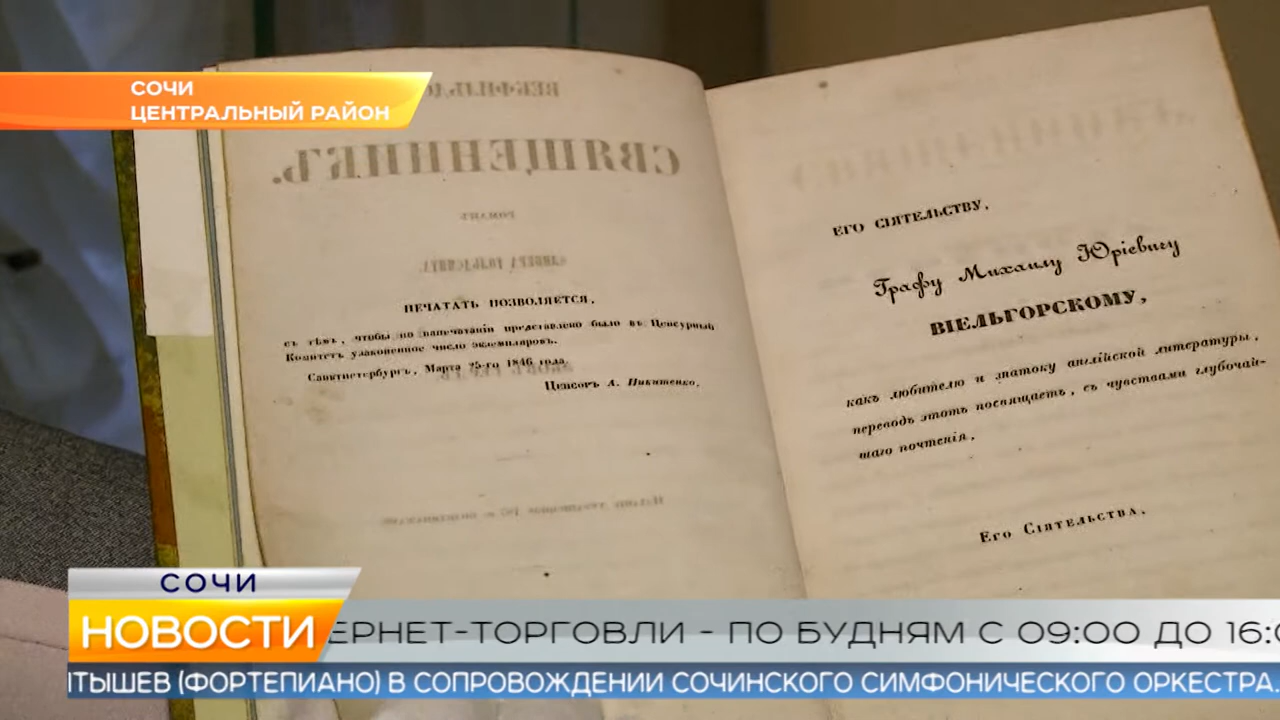 СОЧИ
ЦЕНТРАЛЬНЫЙ РАЙОН
СВЯЩЕННИКЪ.
РОМАНЪ
ПЕЧАТАТЬ ПОЗВОЛЯЕТСЯ,
съ тѣмъ, чтобы по напечатаніи представлено было въ Ценсурный
Комитетъ узаконенное число экземпляровъ.
Санктпетербургъ, Марта 25-го 1846 года.
Ценсоръ А. Никитенко.
ЕГО СІЯТЕЛЬСТВУ,
Графу Михаилу Юріевичу
ВІЕЛЬГОРСКОМУ,
какъ любителю и знатоку англійской литературы,
переводъ этотъ посвящаетъ, съ чувствами глубочай-
шаго почтенія,
Его Сіятельства,
СОЧИ
НОВОСТИ
ЕРНЕТ-ТОРГОВЛИ - ПО БУДНЯМ С 09:00 ДО 16:0
ТЫШЕВ (ФОРТЕПИАНО) В СОПРОВОЖДЕНИИ СОЧИНСКОГО СИМФОНИЧЕСКОГО ОРКЕСТРА.